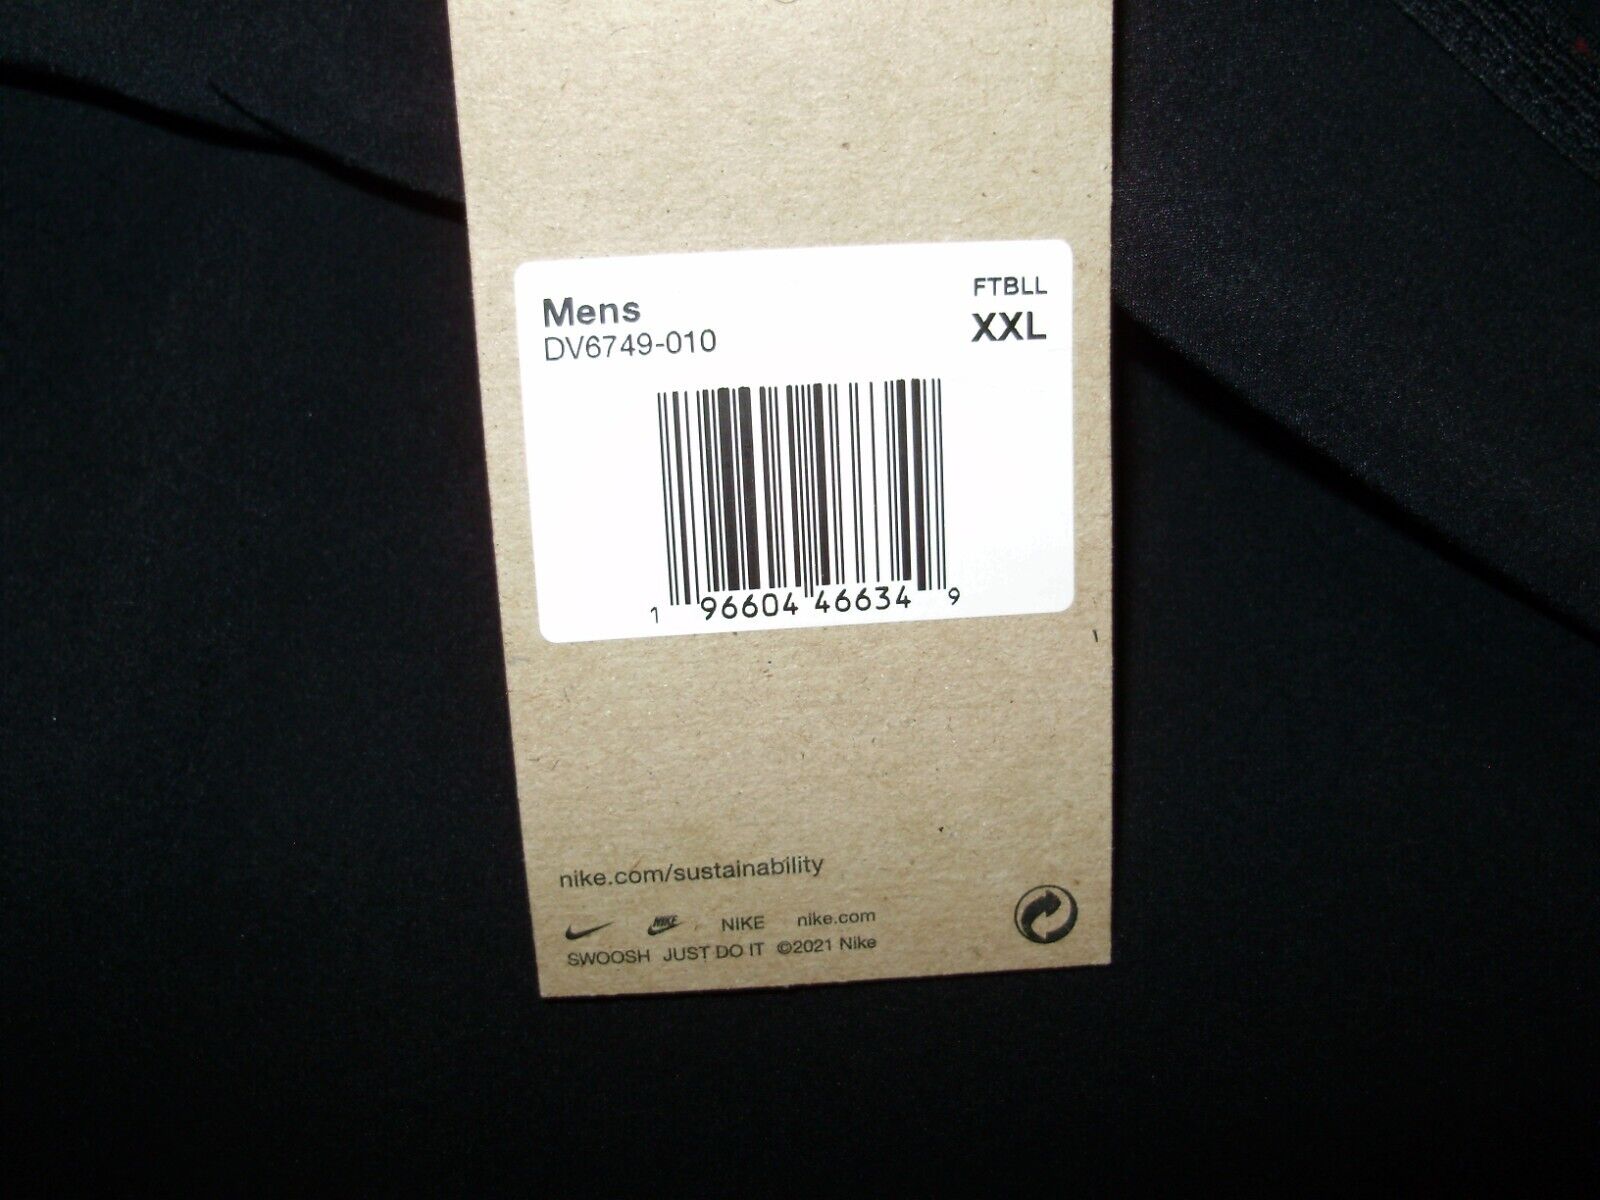 Mens
DV6749-010
FTBLL
XXL
1 96604 46634 9
nike.com/sustainability
NIKE NIKE nike.com
SWOOSH JUST DO IT ©2021 Nike